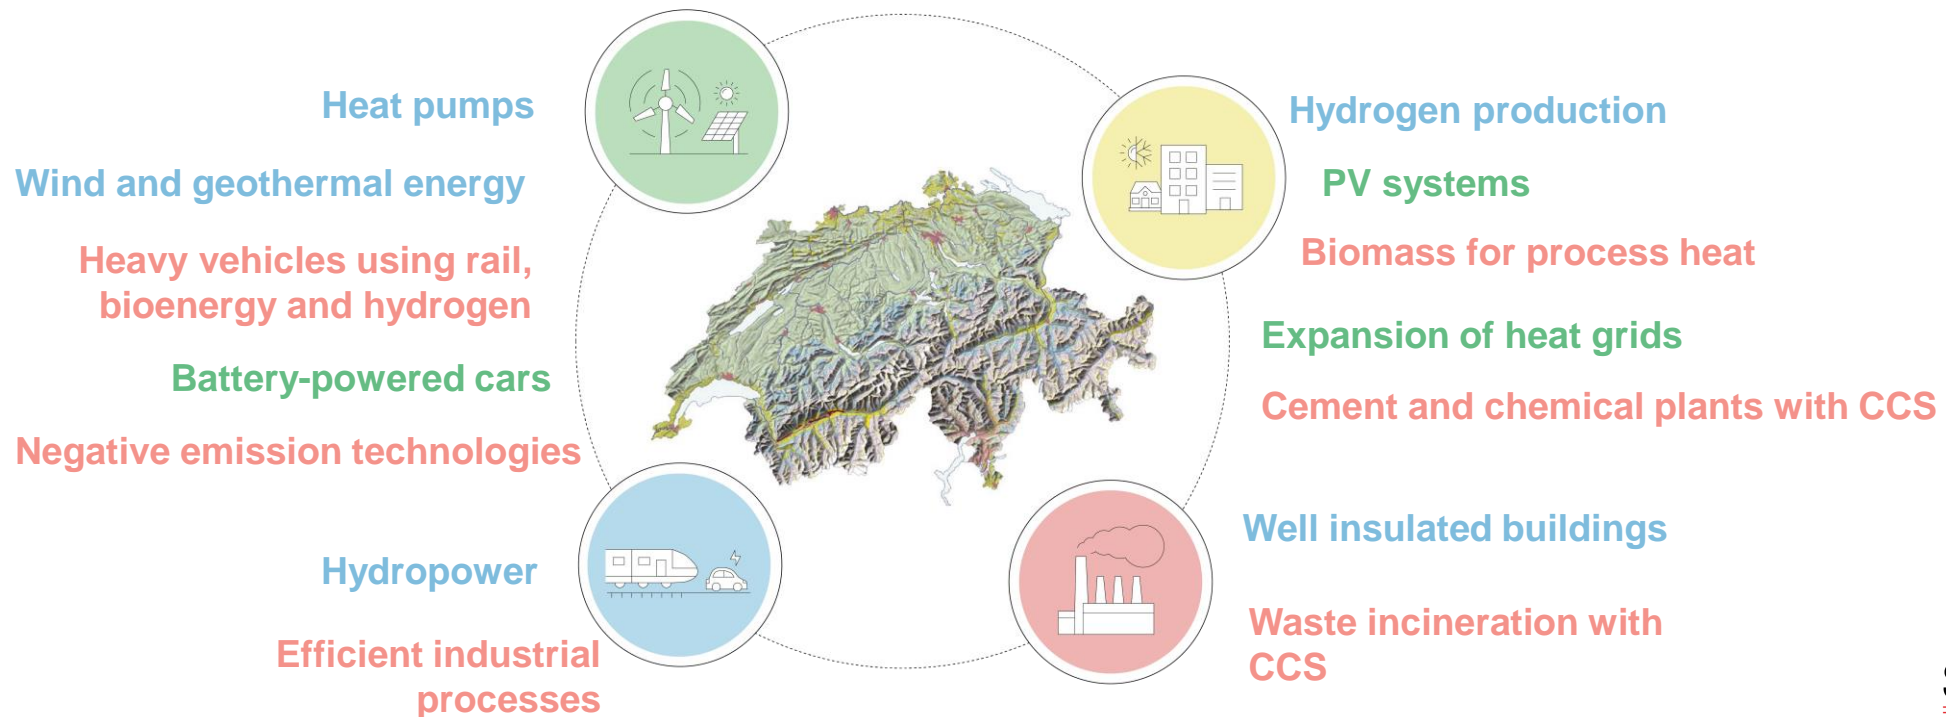 Heat pumps
Wind and geothermal energy
Heavy vehicles using rail,
bioenergy and hydrogen
Battery-powered cars
Negative emission technologies
Hydropower
Efficient industrial
processes
Hydrogen production
PV systems
Biomass for process heat
Expansion of heat grids
Cement and chemical plants with CCS
Well insulated buildings
Waste incineration with
CCS